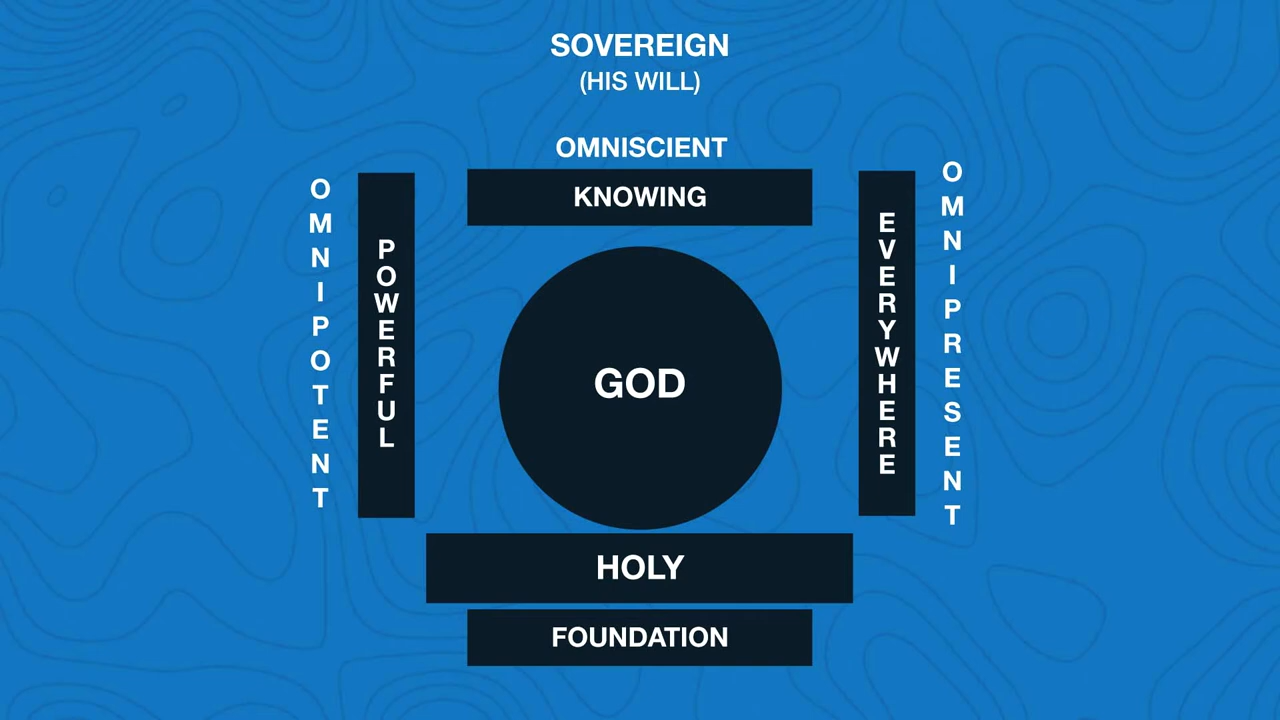 SOVEREIGN
(HIS WILL)
OMNISCIENT
KNOWING
OMNIPOTENT
POWERFUL
GOD
EVERYWHERE
OMNIPRESENT
HOLY
FOUNDATION